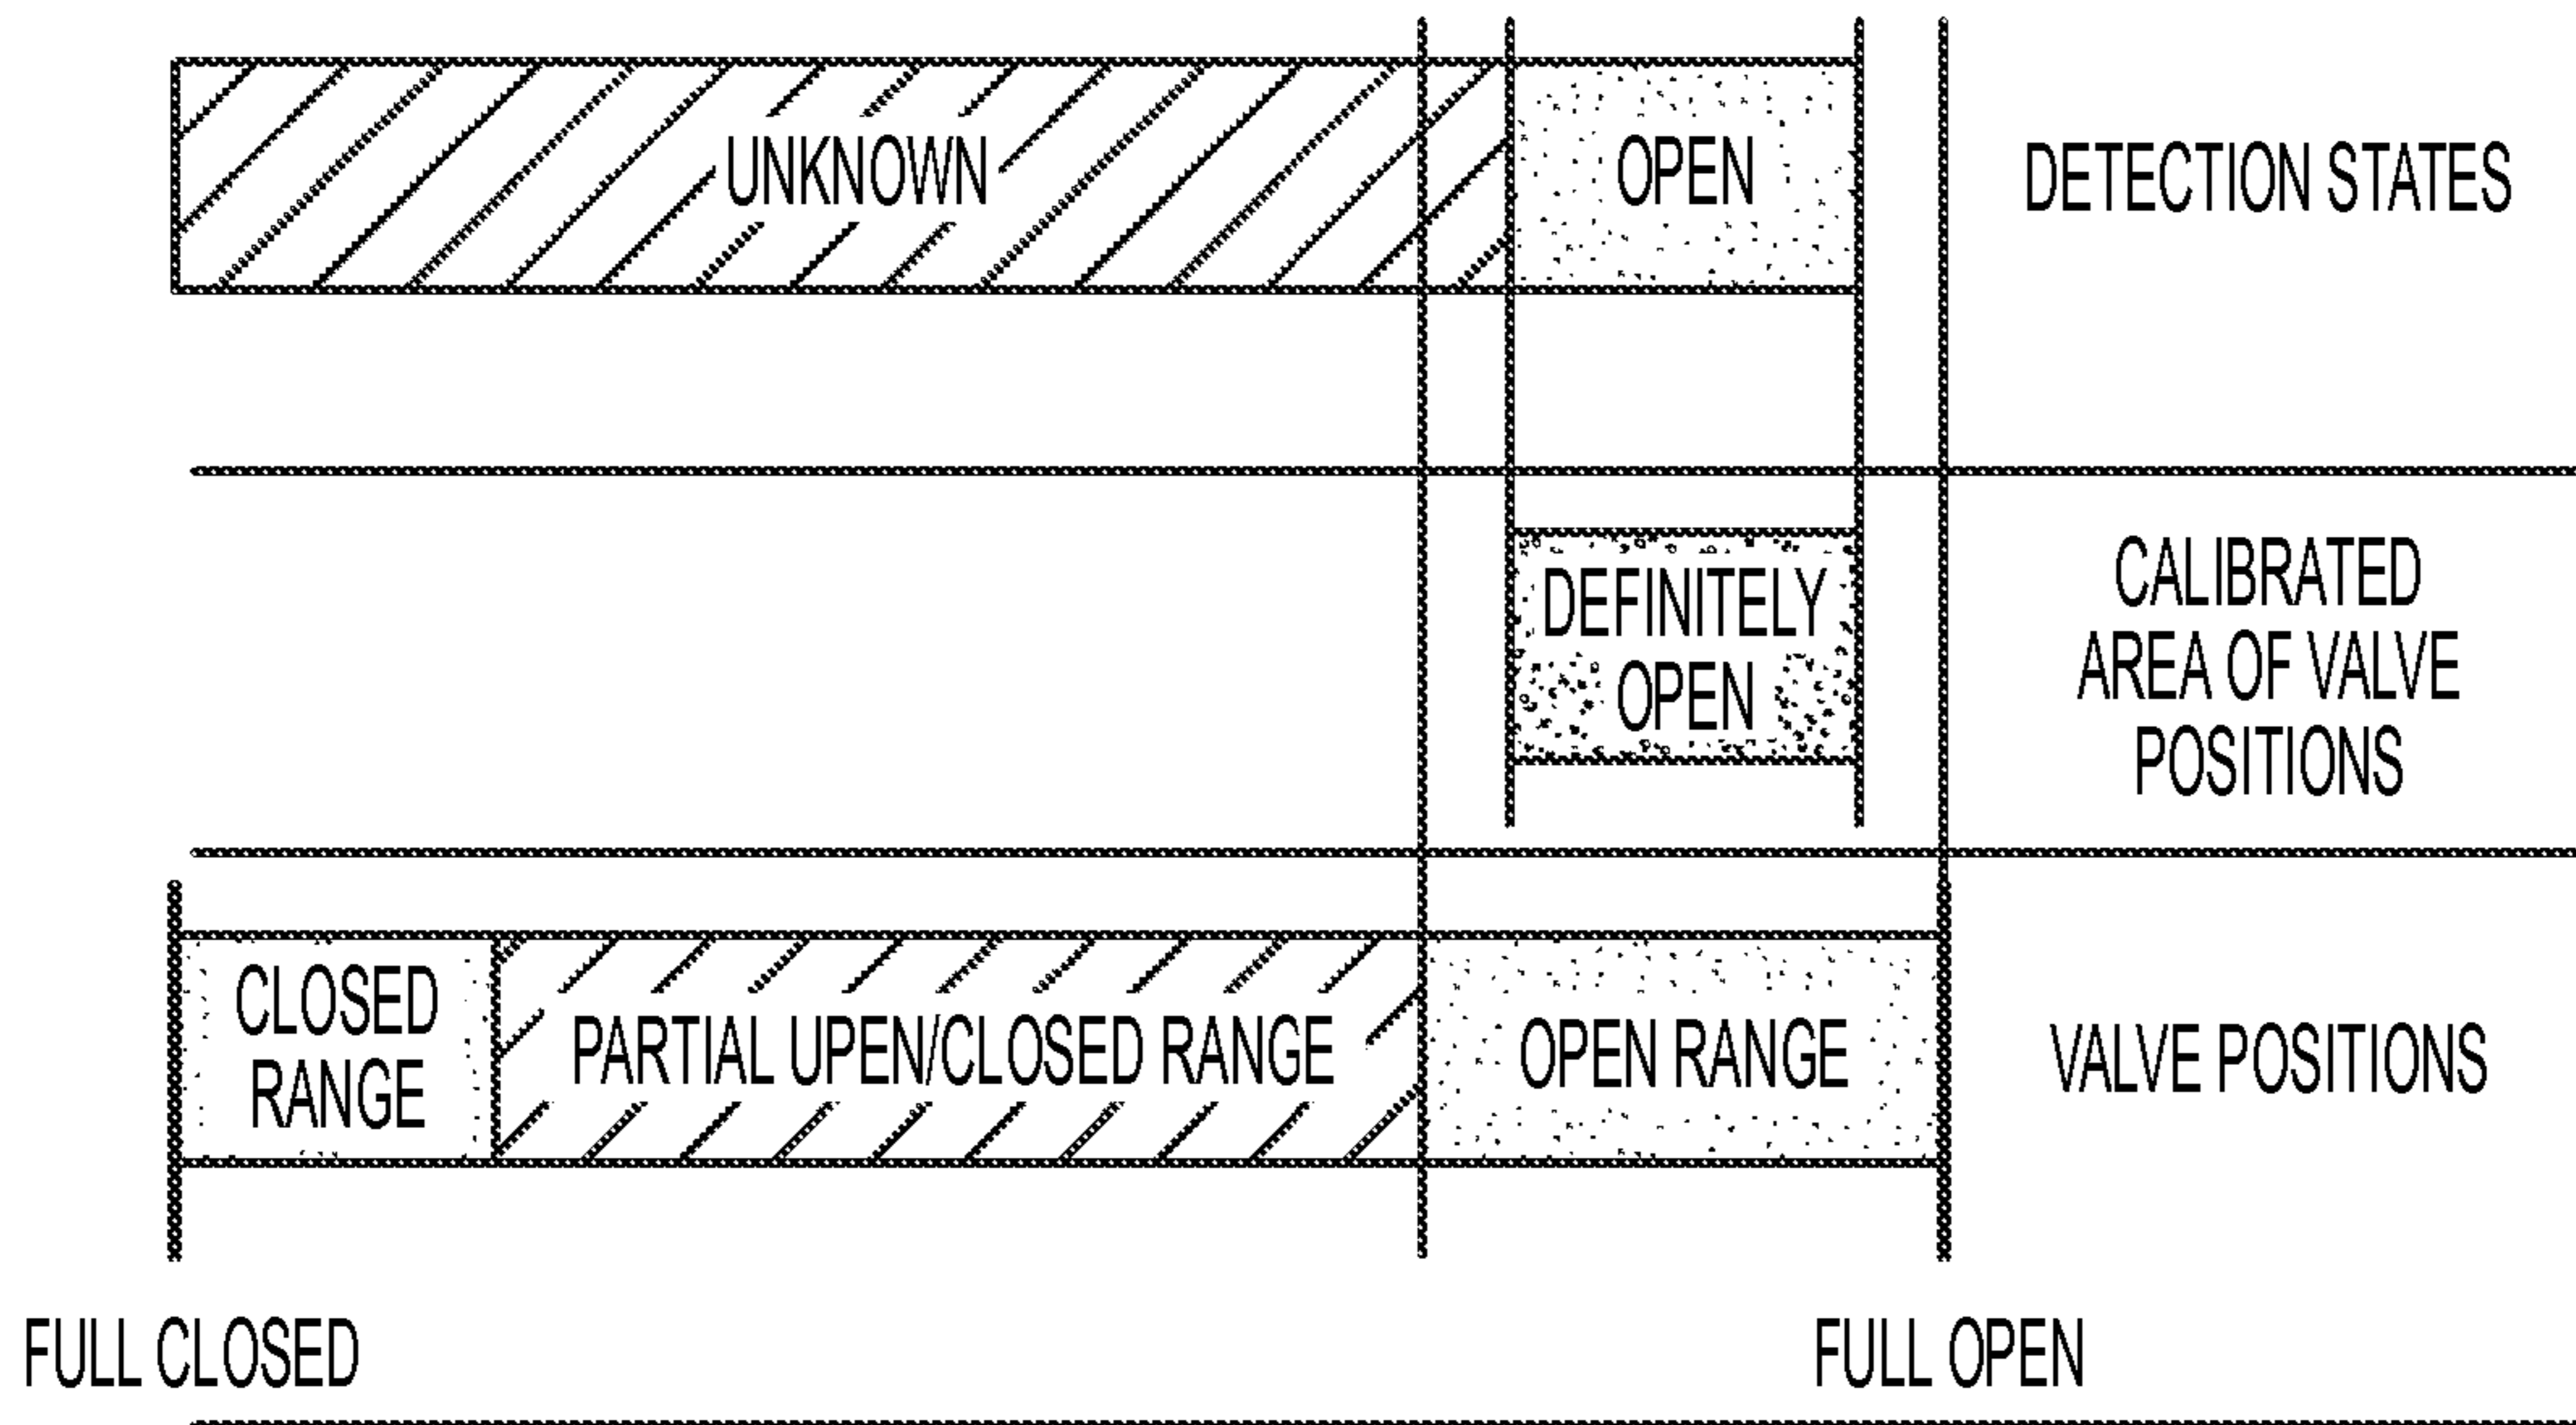 UNKNOWN
OPEN
DETECTION STATES
DEFINITELY
OPEN
CALIBRATED
AREA OF VALVE
POSITIONS
CLOSED
RANGE
PARTIAL UPEN/CLOSED RANGE
OPEN RANGE
VALVE POSITIONS
FULL CLOSED
FULL OPEN